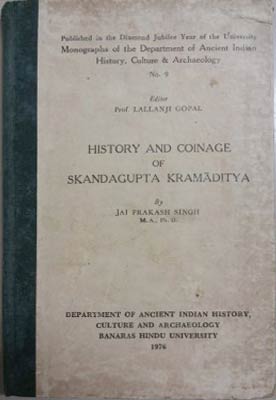 Published in the Diamond Jubilee Year of the University
Monographs of the Department of Ancient Indian
History, Culture & Archaeology
No. 9
Editor
Prof. LALLANJI GOPAL
HISTORY AND COINAGE
OF
SKANDAGUPTA KRAMĀDITYA
By
JAI PRAKASH SINGH
M.A., Ph. D.
DEPARTMENT OF ANCIENT INDIAN HISTORY,
CULTURE AND ARCHAEOLOGY
BANARAS HINDU UNIVERSITY
1976